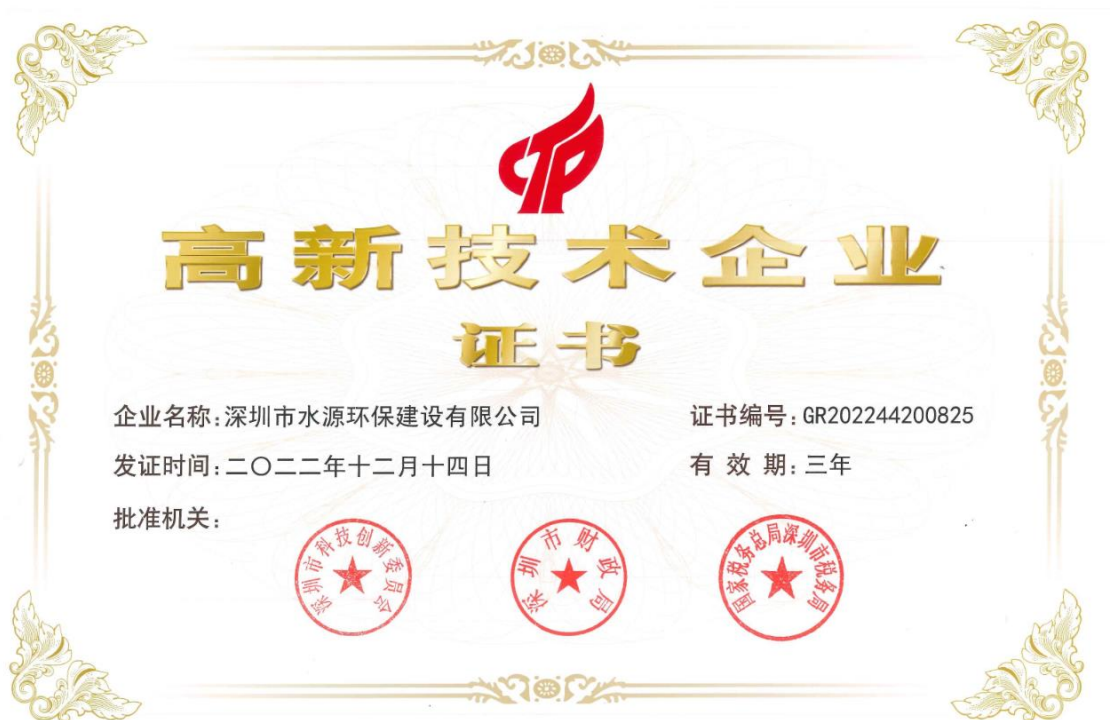 CTP
高新技术企业
证书
企业名称:深圳市水源环保建设有限公司
证书编号:GR202244200825
发证时间:二〇二二年十二月十四日
有效期:三年
批准机关:
深圳市科技创新委员会
深圳市财政局
国家税务总局深圳市税务局